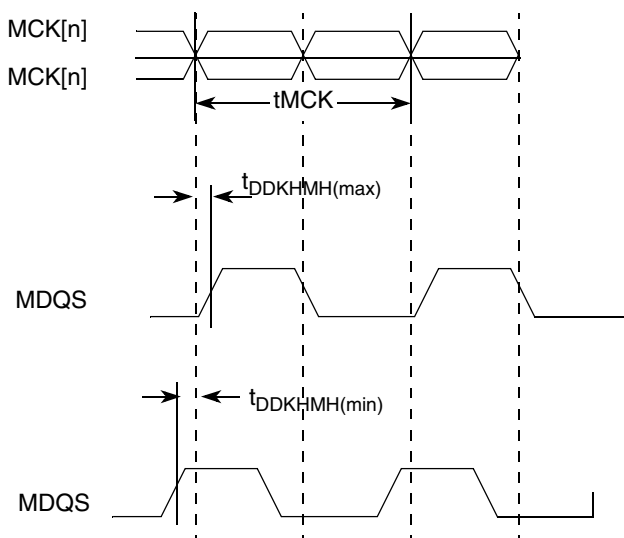 MCK[n]
MCK[n]
tMCK
tDDKHMH(max)
MDQS
tDDKHMH(min)
MDQS